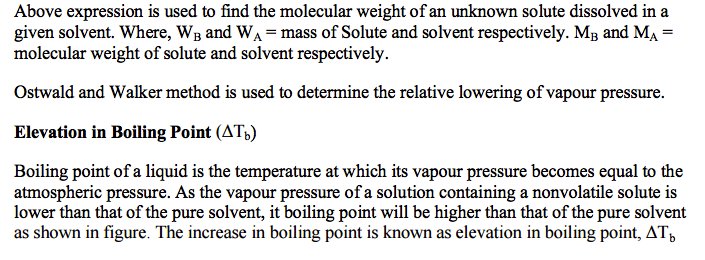 Above expression is used to find the molecular weight of an unknown solute dissolved in a
given solvent. Where, W_B and W_A = mass of Solute and solvent respectively. M_B and M_A =
molecular weight of solute and solvent respectively.
Ostwald and Walker method is used to determine the relative lowering of vapour pressure.
Elevation in Boiling Point (ΔT_b)
Boiling point of a liquid is the temperature at which its vapour pressure becomes equal to the
atmospheric pressure. As the vapour pressure of a solution containing a nonvolatile solute is
lower than that of the pure solvent, it boiling point will be higher than that of the pure solvent
as shown in figure. The increase in boiling point is known as elevation in boiling point, ΔT_b